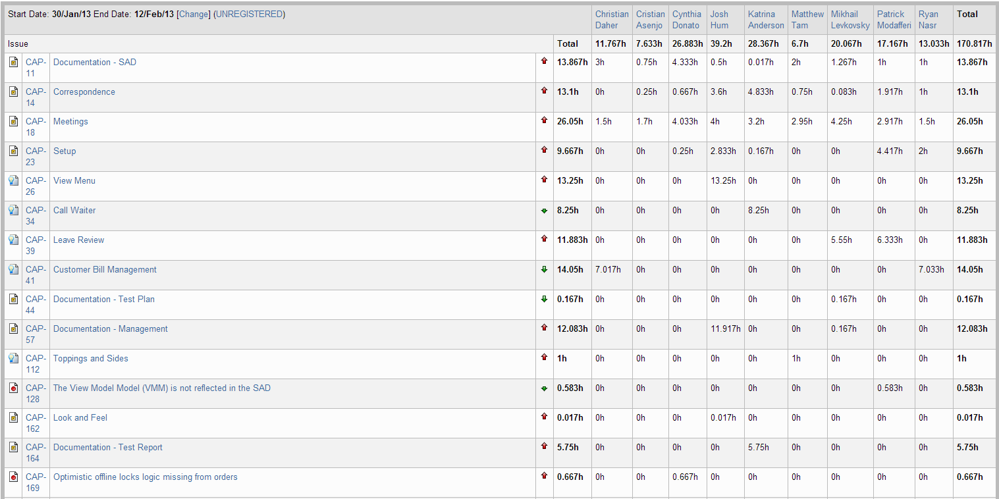 Start Date: 30/Jan/13 End Date: 12/Feb/13 [Change] (UNREGISTERED) Christian Daher Cristian Asenjo Cynthia Donato Josh Hum Katrina Anderson Matthew Tam Mikhail Levkovsky Patrick Modafferi Ryan Nasr Total
Issue Total 11.767h 7.633h 26.883h 39.2h 28.367h 6.7h 20.067h 17.167h 13.033h 170.817h
CAP-11 Documentation - SAD 13.867h 3h 0.75h 4.333h 0.5h 0.017h 2h 1.267h 1h 1h 13.867h
CAP-14 Correspondence 13.1h 0h 0.25h 0.667h 3.6h 4.833h 0.75h 0.083h 1.917h 1h 13.1h
CAP-18 Meetings 26.05h 1.5h 1.7h 4.033h 4h 3.2h 2.95h 4.25h 2.917h 1.5h 26.05h
CAP-23 Setup 9.667h 0h 0h 0.25h 2.833h 0.167h 0h 0h 4.417h 2h 9.667h
CAP-26 View Menu 13.25h 0h 0h 0h 13.25h 0h 0h 0h 0h 0h 13.25h
CAP-34 Call Waiter 8.25h 0h 0h 0h 0h 8.25h 0h 0h 0h 0h 8.25h
CAP-39 Leave Review 11.883h 0h 0h 0h 0h 0h 0h 5.55h 6.333h 0h 11.883h
CAP-41 Customer Bill Management 14.05h 7.017h 0h 0h 0h 0h 0h 0h 0h 7.033h 14.05h
CAP-44 Documentation - Test Plan 0.167h 0h 0h 0h 0h 0h 0h 0.167h 0h 0h 0.167h
CAP-57 Documentation - Management 12.083h 0h 0h 0h 11.917h 0h 0h 0.167h 0h 0h 12.083h
CAP-112 Toppings and Sides 1h 0h 0h 0h 0h 0h 1h 0h 0h 0h 1h
CAP-128 The View Model Model (VMM) is not reflected in the SAD 0.583h 0h 0h 0h 0h 0h 0h 0h 0.583h 0h 0.583h
CAP-162 Look and Feel 0.017h 0h 0h 0h 0.017h 0h 0h 0h 0h 0h 0.017h
CAP-164 Documentation - Test Report 5.75h 0h 0h 0h 0h 5.75h 0h 0h 0h 0h 5.75h
CAP-169 Optimistic offline locks logic missing from orders 0.667h 0h 0h 0.667h 0h 0h 0h 0h 0h 0h 0.667h